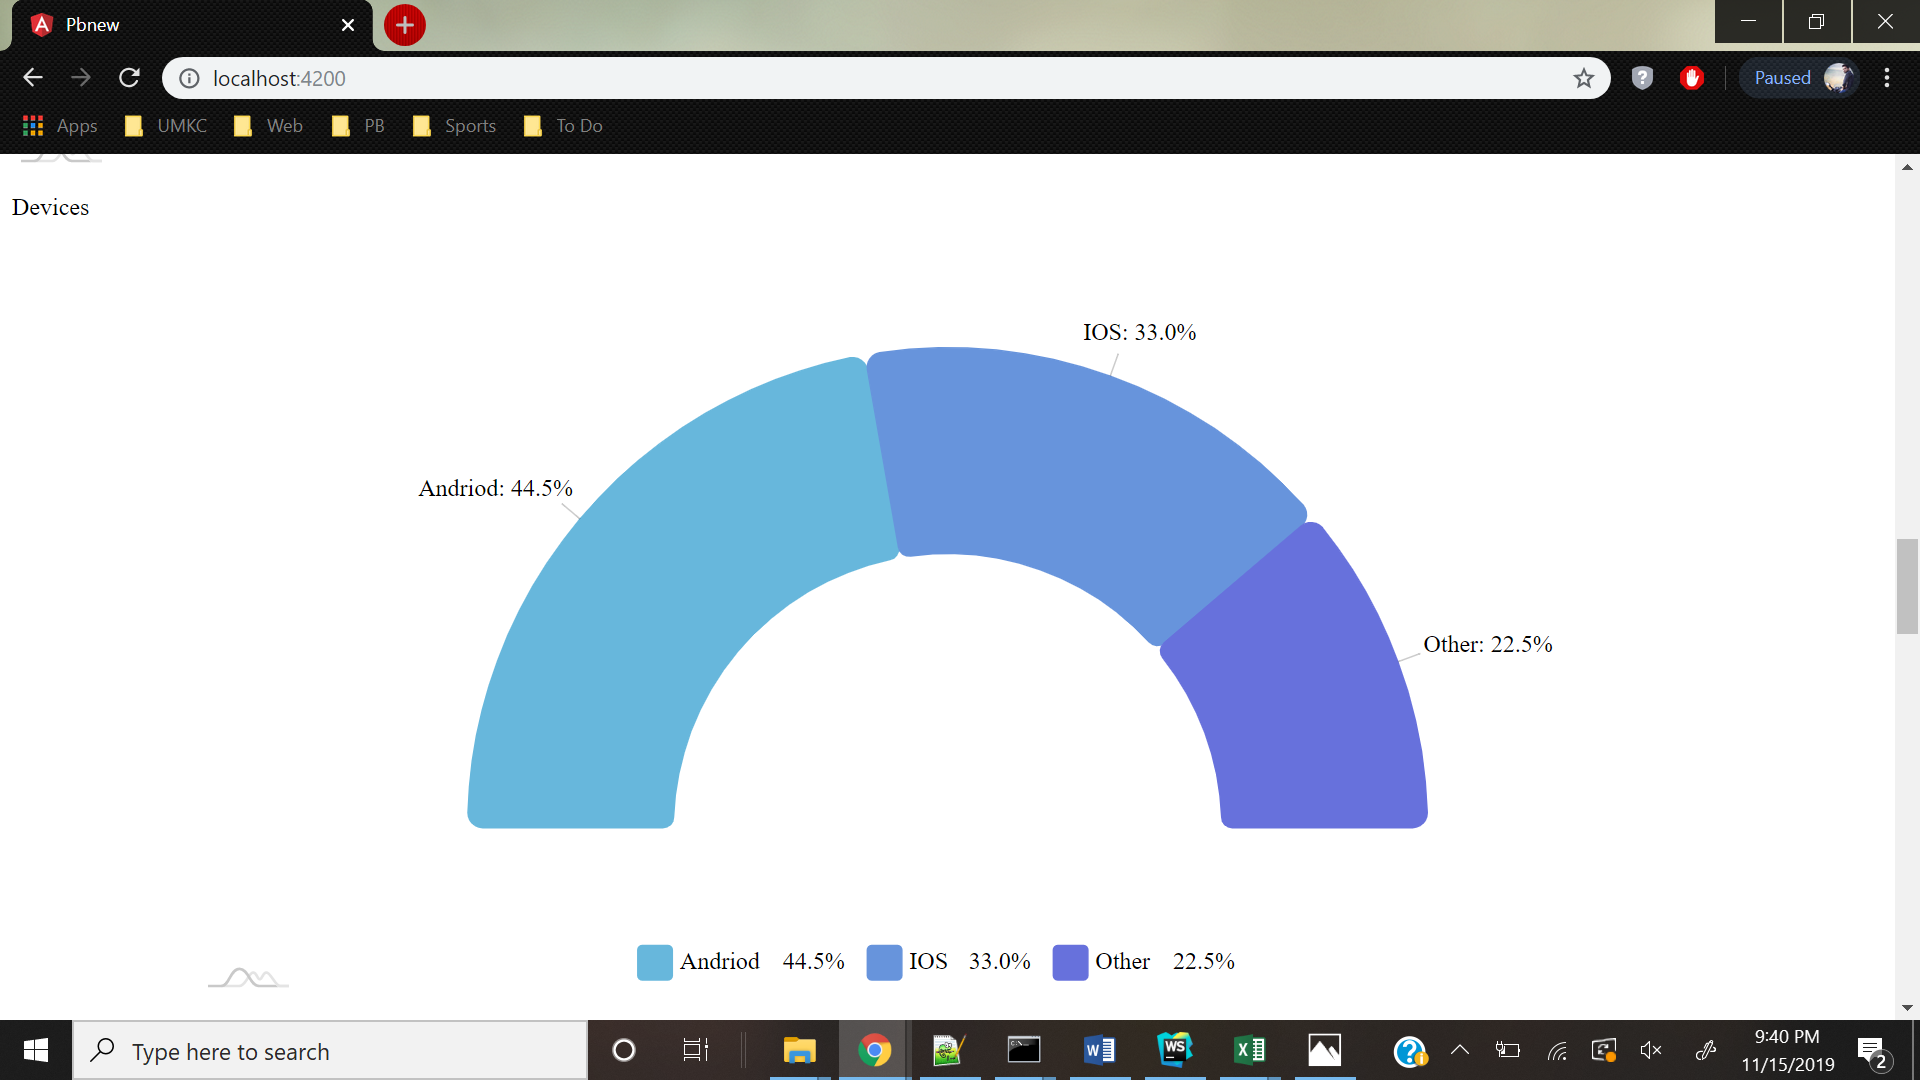 Pbnew
localhost:4200
Paused
Apps UMKC Web PB Sports To Do
Devices
IOS: 33.0%
Andriod: 44.5%
Other: 22.5%
Andriod 44.5% IOS 33.0% Other 22.5%
Type here to search
9:40 PM
11/15/2019
2